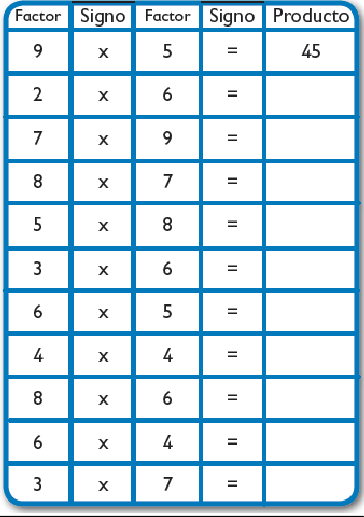 Factor Signo Factor Signo Producto
9 x 5 = 45
2 x 6 =
7 x 9 =
8 x 7 =
5 x 8 =
3 x 6 =
6 x 5 =
4 x 4 =
8 x 6 =
6 x 4 =
3 x 7 =